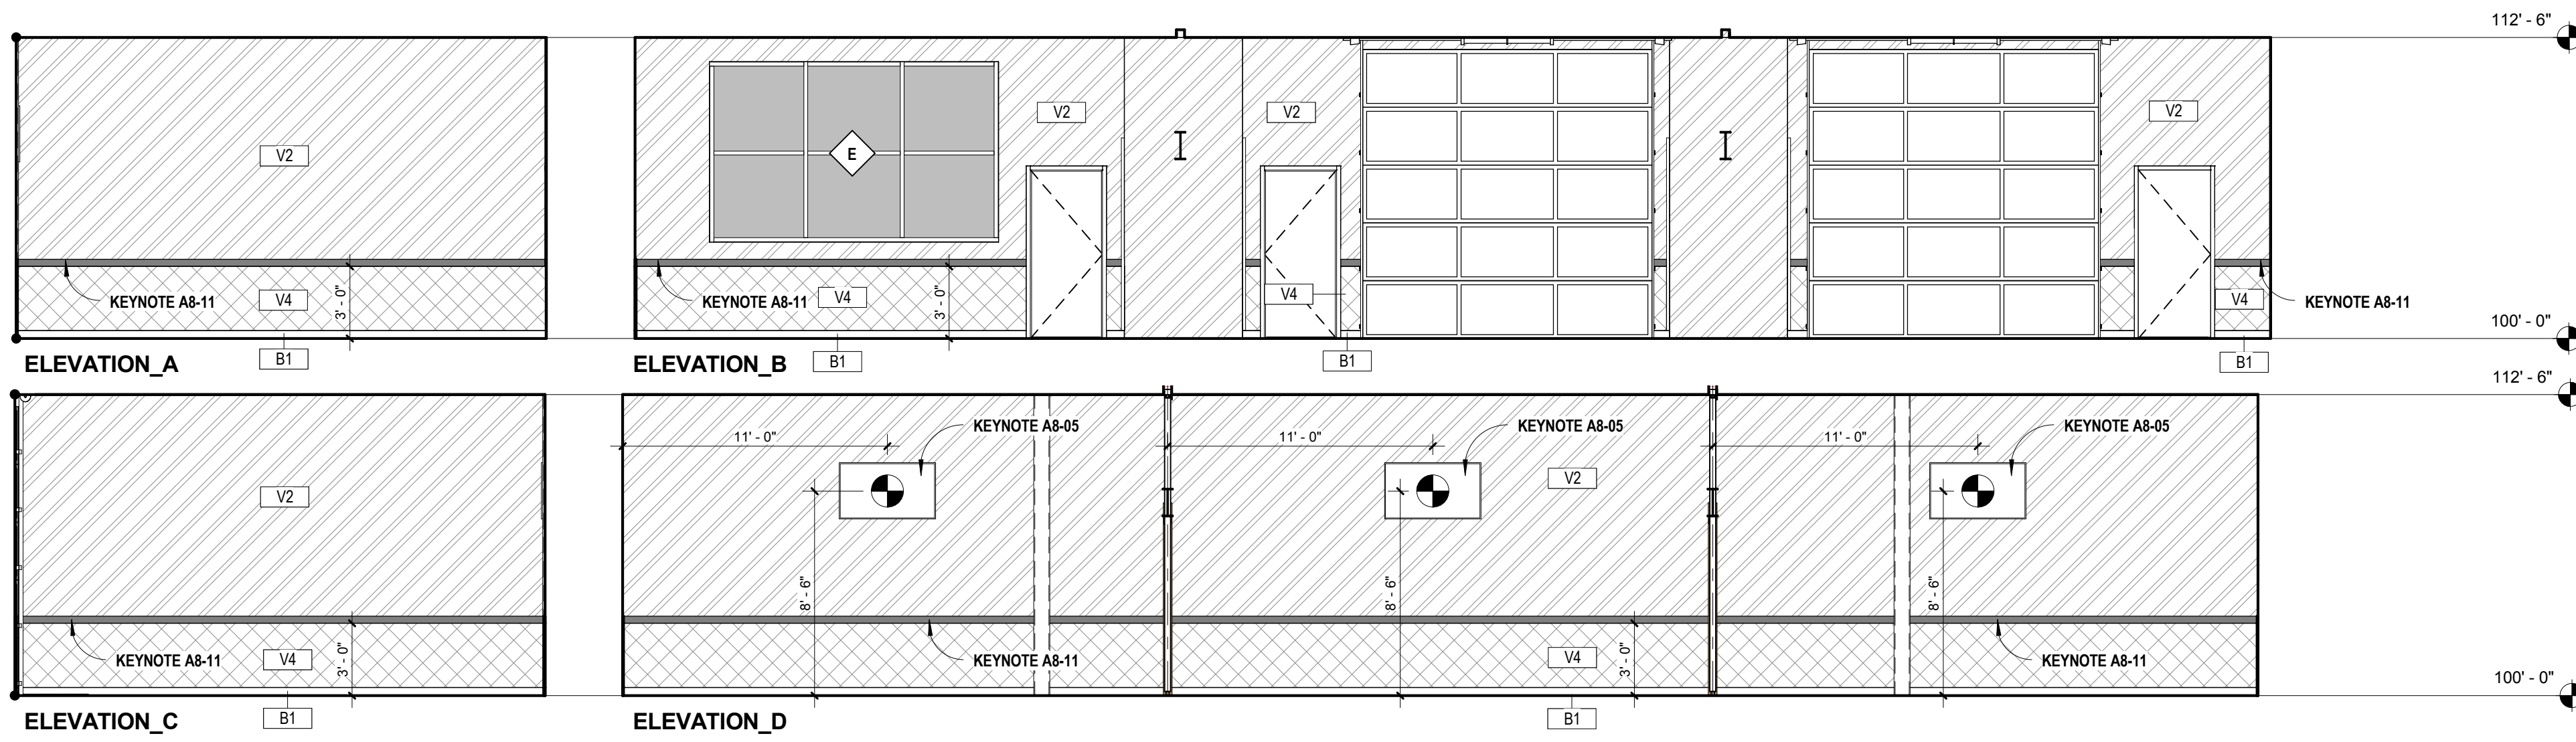 112' - 6"
V2
V2
V2
V2
E
KEYNOTE A8-11
V4
3' - 0"
KEYNOTE A8-11
V4
3' - 0"
V4
V4
KEYNOTE A8-11
100' - 0"
ELEVATION_A
B1
ELEVATION_B
B1
B1
B1
112' - 6"
11' - 0"
KEYNOTE A8-05
11' - 0"
KEYNOTE A8-05
11' - 0"
KEYNOTE A8-05
V2
V2
8' - 6"
8' - 6"
8' - 6"
KEYNOTE A8-11
V4
3' - 0"
KEYNOTE A8-11
V4
3' - 0"
KEYNOTE A8-11
100' - 0"
ELEVATION_C
B1
ELEVATION_D
B1